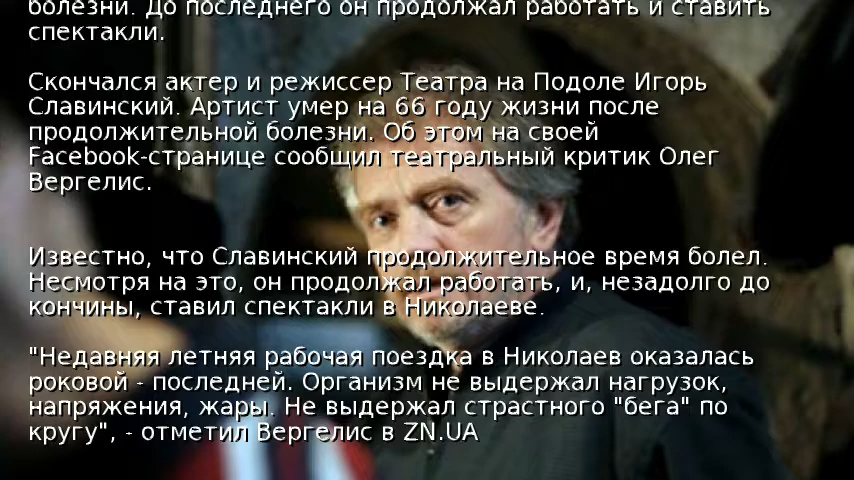 болезни. До последнего он продолжал работать и ставить
спектакли.
Скончался актер и режиссер Театра на Подоле Игорь
Славинский. Артист умер на 66 году жизни после
продолжительной болезни. Об этом на своей
Facebook-странице сообщил театральный критик Олег
Вергелис.
Известно, что Славинский продолжительное время болел.
Несмотря на это, он продолжал работать, и, незадолго до
кончины, ставил спектакли в Николаеве.
"Недавняя летняя рабочая поездка в Николаев оказалась
роковой - последней. Организм не выдержал нагрузок,
напряжения, жары. Не выдержал страстного "бега" по
кругу", - отметил Вергелис в ZN.UA